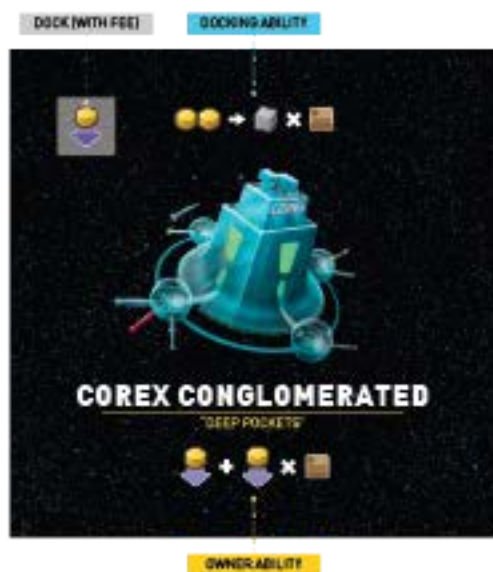 DOCK (WITH FEE)
DOCKING ABILITY
COREX CONGLOMERATED
"DEEP POCKETS"
OWNER ABILITY